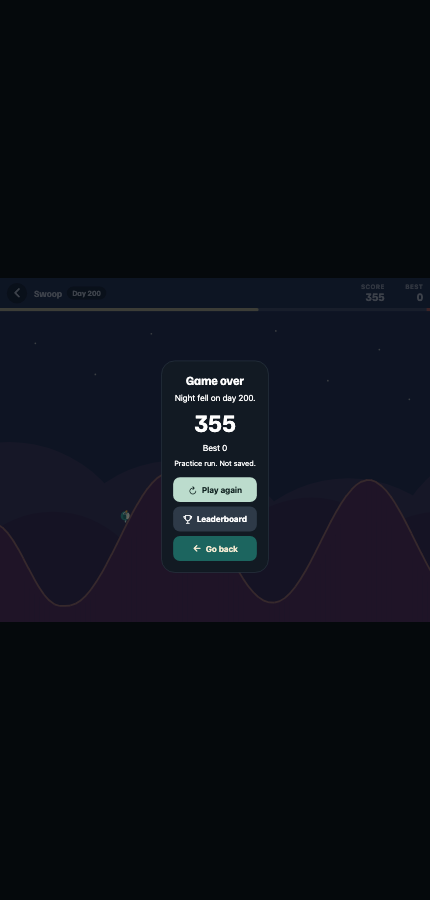 Swoop Day 200
SCORE BEST
355 0
Game over
Night fell on day 200.
355
Best 0
Practice run. Not saved.
Play again
Leaderboard
Go back